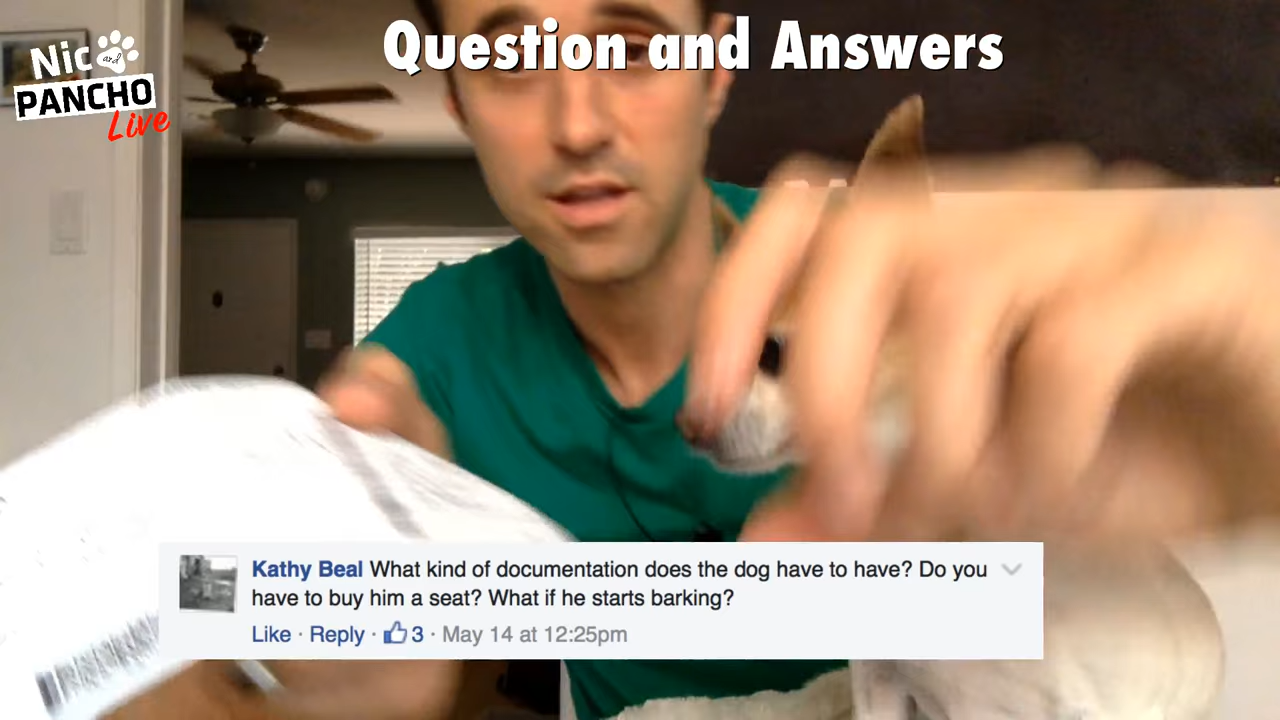 Question and Answers
Nic and
PANCHO
Live
Kathy Beal What kind of documentation does the dog have to have? Do you
have to buy him a seat? What if he starts barking?
Like · Reply · 3 · May 14 at 12:25pm